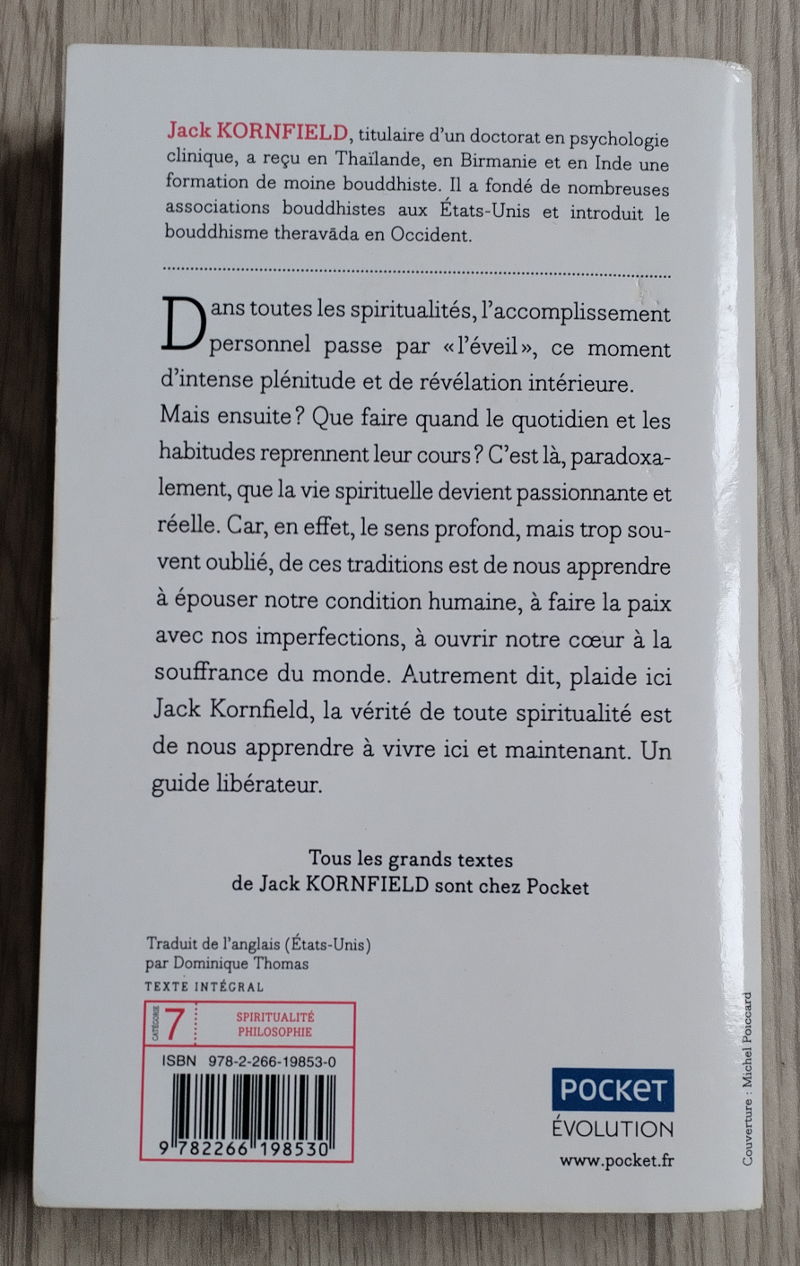 Jack KORNFIELD, titulaire d'un doctorat en psychologie
clinique, a reçu en Thaïlande, en Birmanie et en Inde une
formation de moine bouddhiste. Il a fondé de nombreuses
associations bouddhistes aux États-Unis et introduit le
bouddhisme theravāda en Occident.
Dans toutes les spiritualités, l'accomplissement
personnel passe par «l'éveil», ce moment
d'intense plénitude et de révélation intérieure.
Mais ensuite? Que faire quand le quotidien et les
habitudes reprennent leur cours? C'est là, paradoxa-
lement, que la vie spirituelle devient passionnante et
réelle. Car, en effet, le sens profond, mais trop sou-
vent oublié, de ces traditions est de nous apprendre
à épouser notre condition humaine, à faire la paix
avec nos imperfections, à ouvrir notre cœur à la
souffrance du monde. Autrement dit, plaide ici
Jack Kornfield, la vérité de toute spiritualité est
de nous apprendre à vivre ici et maintenant. Un
guide libérateur.
Tous les grands textes
de Jack KORNFIELD sont chez Pocket
Traduit de l'anglais (États-Unis)
par Dominique Thomas
TEXTE INTÉGRAL
CATÉGORIE 7 SPIRITUALITÉ
PHILOSOPHIE
ISBN 978-2-266-19853-0
9 782266 198530
POCKET
ÉVOLUTION
www.pocket.fr
Couverture : Michel Poiccard